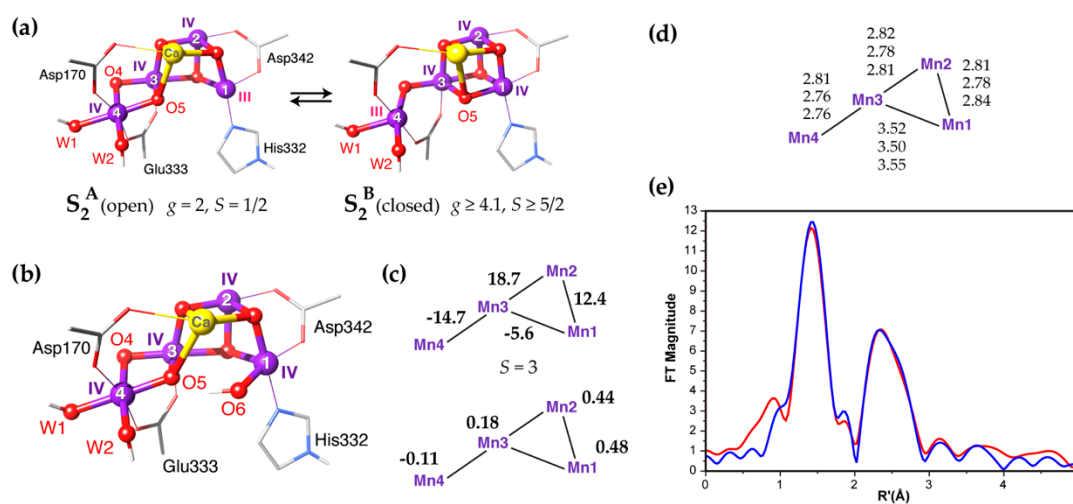 (a)
IV
2
Ca
Asp342
Asp170
O4
IV
3
1
III
IV
4
O5
W1
W2
Glu333
His332
S₂ᴬ (open) g = 2, S = 1/2
IV
2
IV
3
1
IV
III
4
O5
W1
W2
S₂ᴮ (closed) g ≥ 4.1, S ≥ 5/2
(b)
IV
2
Ca
Asp342
Asp170
O4
IV
3
1
IV
IV
4
O5
O6
W1
W2
Glu333
His332
(c)
18.7
Mn2
Mn3
12.4
-14.7
-5.6
Mn1
Mn4
S = 3
Mn2
0.44
0.18
Mn3
0.48
-0.11
Mn1
Mn4
(d)
2.82
2.78
2.81
Mn2
2.81
2.78
2.84
2.81
2.76
2.76
Mn3
Mn1
Mn4
3.52
3.50
3.55
(e)
FT Magnitude
13
12
11
10
9
8
7
6
5
4
3
2
1
0
0 1 2 3 4
R'(Å)